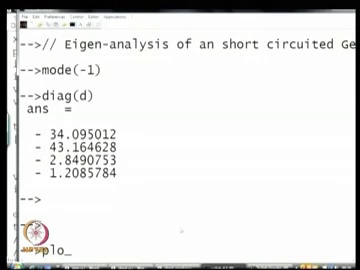 File Edit Preferences Control Editor Applications
-->// Eigen-analysis of an short circuited Ge
-->mode(-1)
-->diag(d)
ans =
- 34.095012
- 43.164628
- 2.8490753
- 1.2085784
-->
-->plo_